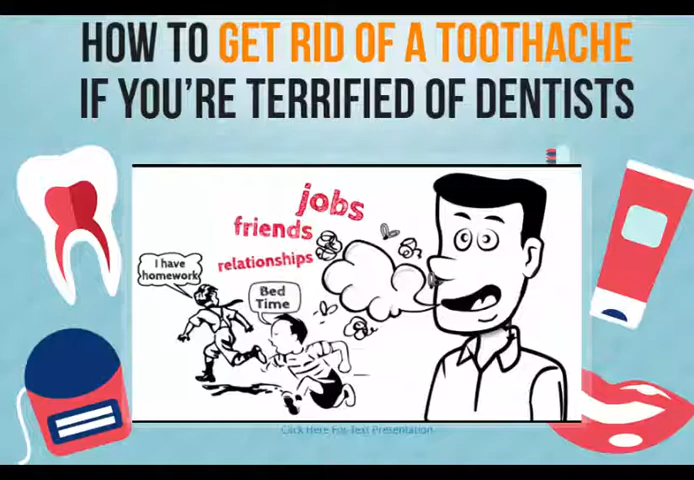 HOW TO GET RID OF A TOOTHACHE
IF YOU'RE TERRIFIED OF DENTISTS
jobs
friends
relationships
I have
homework
Bed
Time
Click Here For Text Presentation